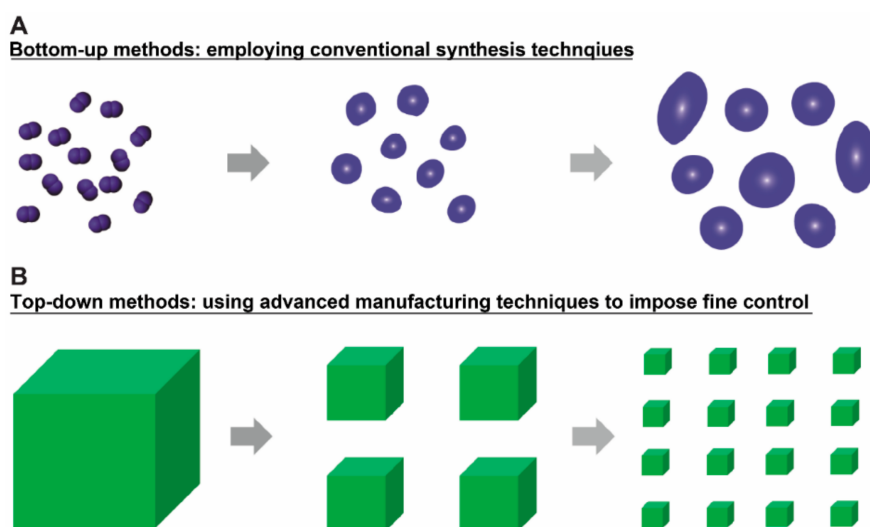 A
Bottom-up methods: employing conventional synthesis technqiues
B
Top-down methods: using advanced manufacturing techniques to impose fine control